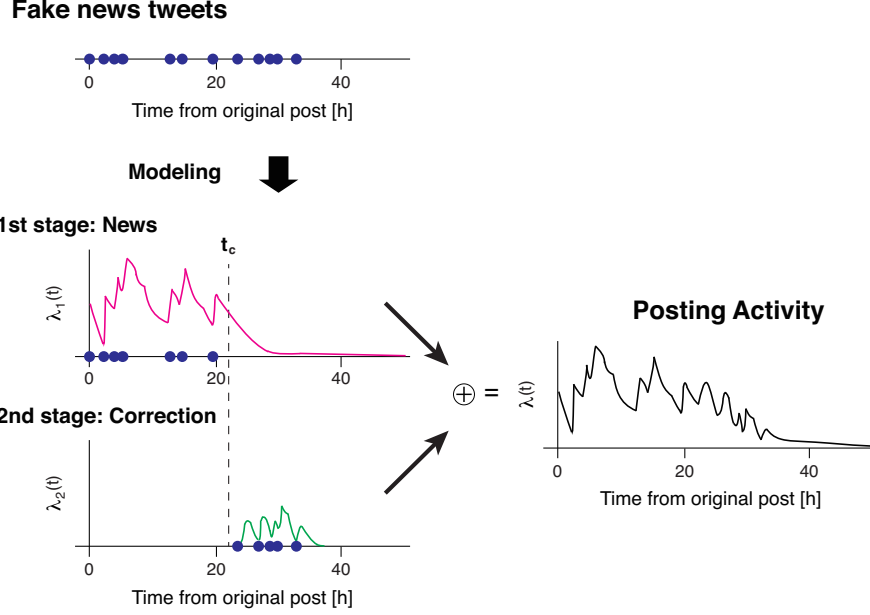 Fake news tweets
0 20 40
Time from original post [h]
Modeling
1st stage: News
t_c
λ_1(t)
0 20 40
2nd stage: Correction
λ_2(t)
0 20 40
Time from original post [h]
⊕ =
Posting Activity
λ(t)
0 20 40
Time from original post [h]